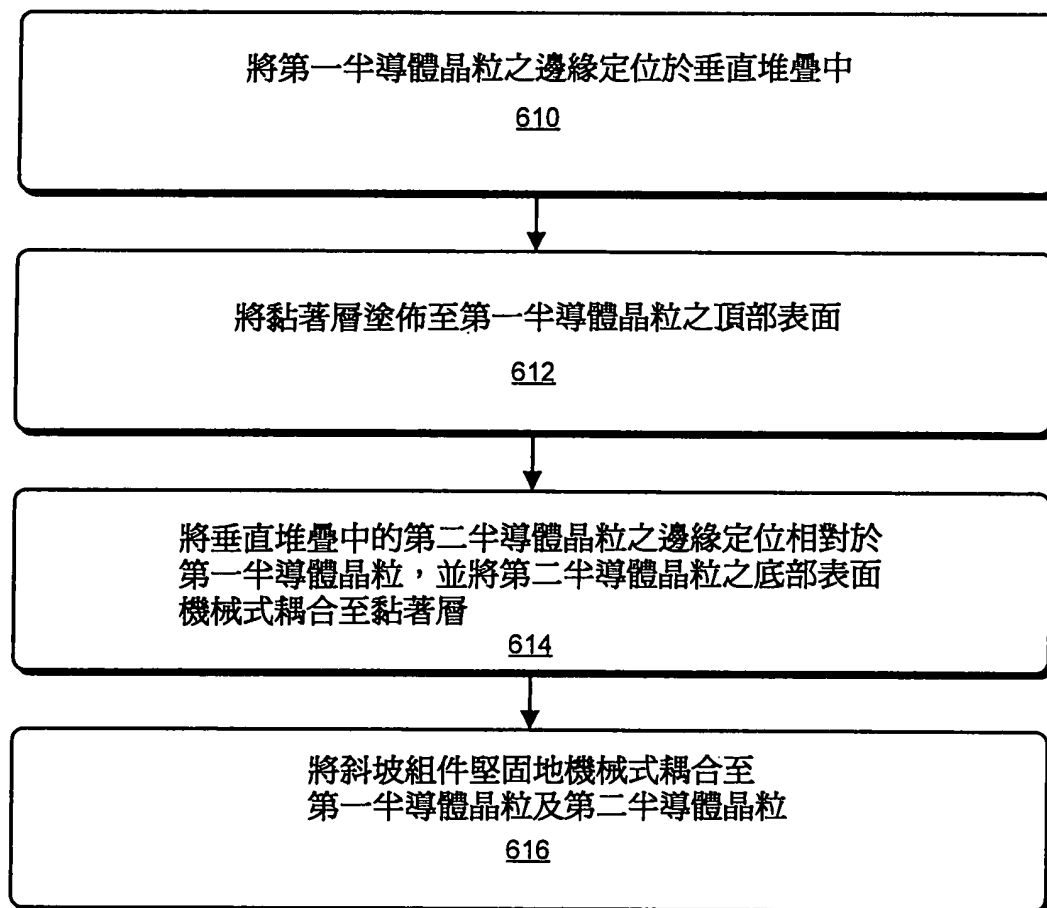 將第一半導體晶粒之邊緣定位於垂直堆疊中
610
將黏著層塗佈至第一半導體晶粒之頂部表面
612
將垂直堆疊中的第二半導體晶粒之邊緣定位相對於
第一半導體晶粒，並將第二半導體晶粒之底部表面
機械式耦合至黏著層
614
將斜坡組件堅固地機械式耦合至
第一半導體晶粒及第二半導體晶粒
616